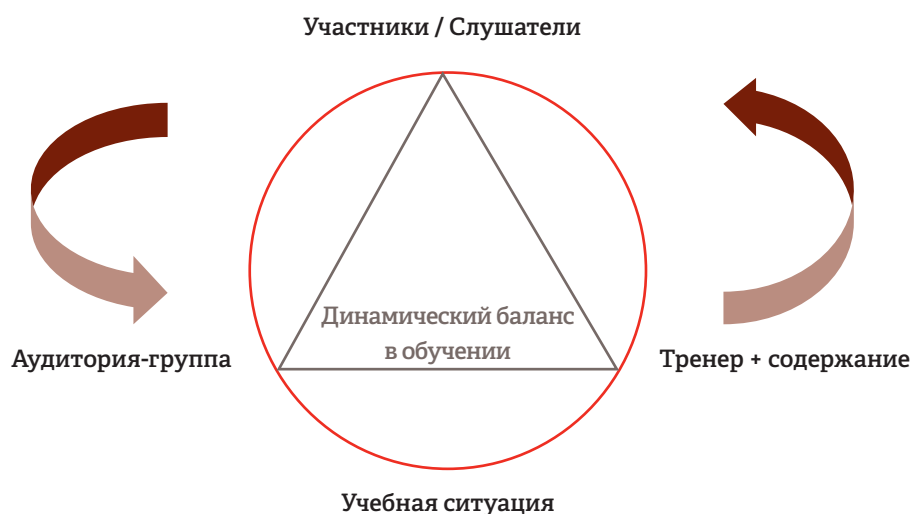 Участники / Слушатели
Динамический баланс
в обучении
Аудитория-группа
Тренер + содержание
Учебная ситуация